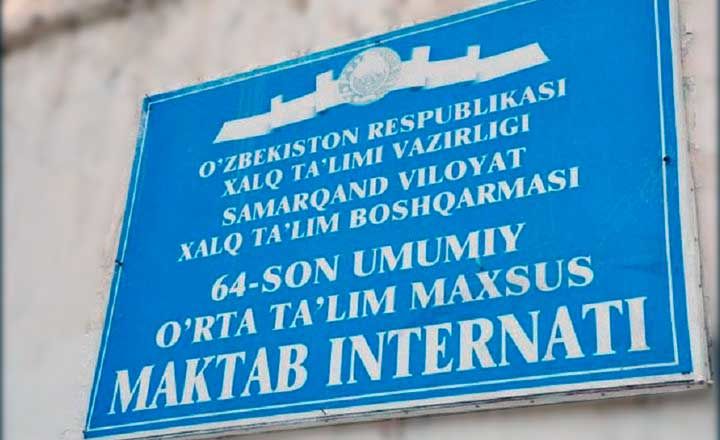 O'ZBEKISTON RESPUBLIKASI
XALQ TA'LIMI VAZIRLIGI
SAMARQAND VILOYAT
XALQ TA'LIM BOSHQARMASI
64-SON UMUMIY
O'RTA TA'LIM MAXSUS
MAKTAB INTERNATI